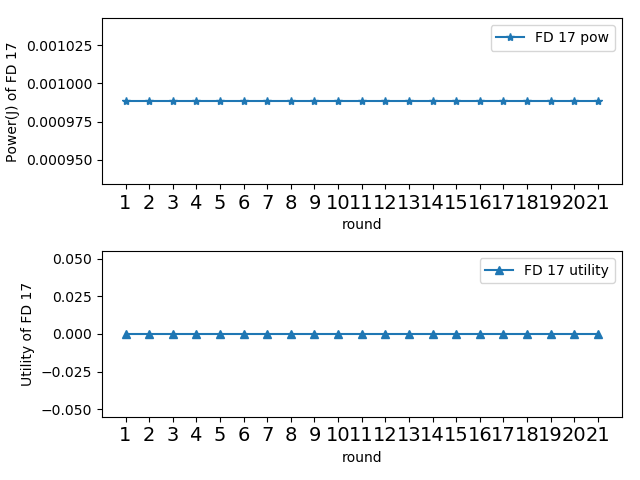 FD 17 pow
Power(J) of FD 17
0.001025
0.001000
0.000975
0.000950
1 2 3 4 5 6 7 8 9 10 11 12 13 14 15 16 17 18 19 20 21
round
FD 17 utility
Utility of FD 17
0.050
0.025
0.000
−0.025
−0.050
1 2 3 4 5 6 7 8 9 10 11 12 13 14 15 16 17 18 19 20 21
round